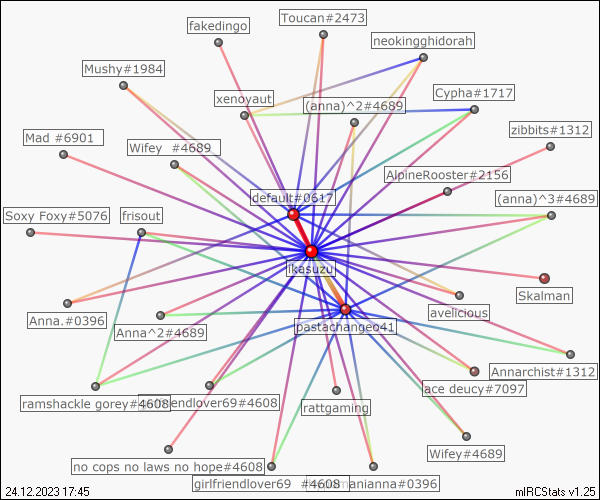 Toucan#2473
fakedingo
neokingghidorah
Mushy#1984
Cypha#1717
xenoyaut
(anna)^2#4689
zibbits#1312
Mad #6901
Wifey #4689
AlpineRooster#2156
default#0617
(anna)^3#4689
Soxy Foxy#5076
frisout
ikasuzu
Skalman
Anna.#0396
avelicious
Anna^2#4689
pastachangeo41
Annarchist#1312
ace deucy#7097
ramshackle gorey#4608
endlover69#4608
rattgaming
Wifey#4689
no cops no laws no hope#4608
girlfriendlover69 #4608
manianna#0396
24.12.2023 17:45
mIRCStats v1.25